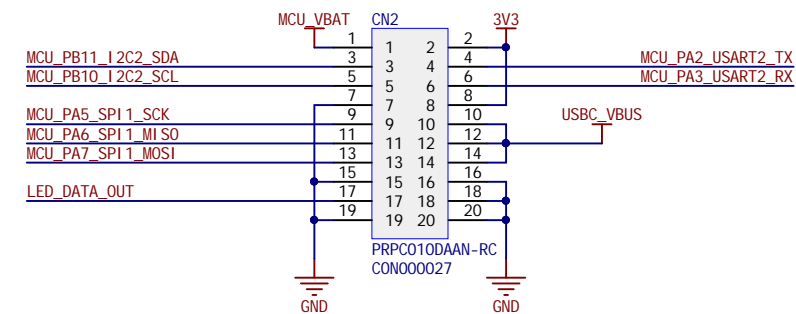 MCU_VBAT CN2 3V3
1 1 2 2
MCU_PB11_I2C2_SDA 3 3 4 4 MCU_PA2_USART2_TX
MCU_PB10_I2C2_SCL 5 5 6 6 MCU_PA3_USART2_RX
7 7 8 8
MCU_PA5_SPI1_SCK 9 9 10 10 USBC_VBUS
MCU_PA6_SPI1_MISO 11 11 12 12
MCU_PA7_SPI1_MOSI 13 13 14 14
15 15 16 16
LED_DATA_OUT 17 17 18 18
19 19 20 20
PRPC010DAAN-RC
CON000027
GND GND